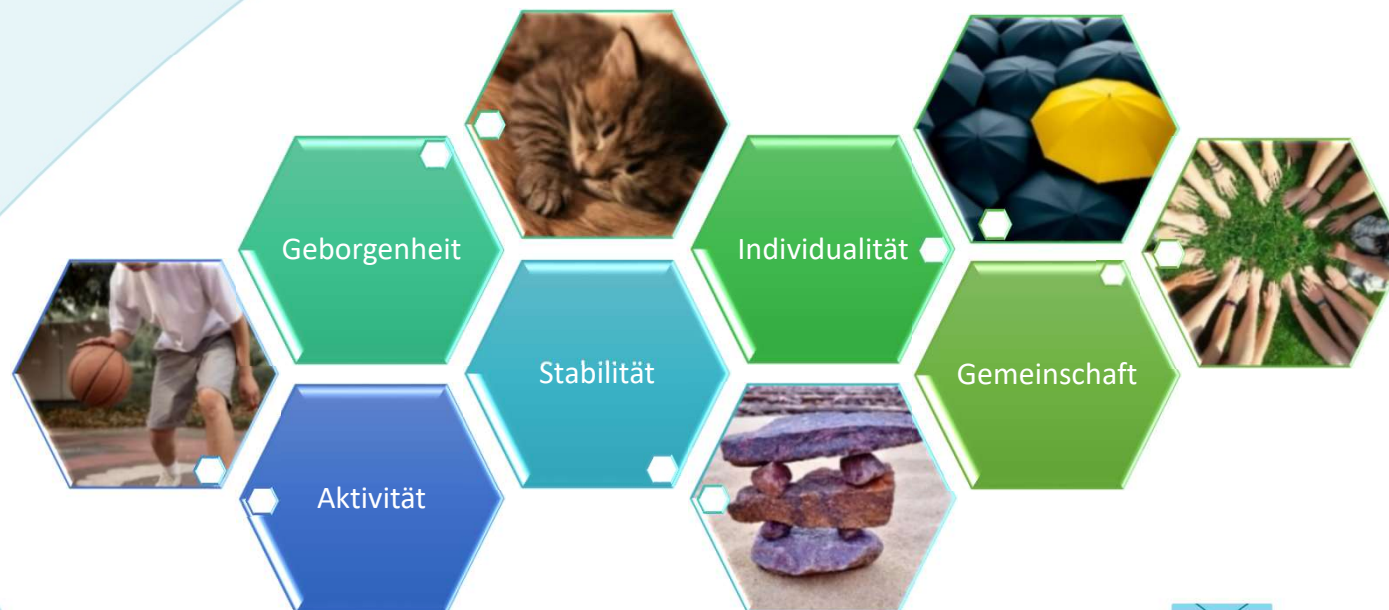 Geborgenheit
Individualität
Stabilität
Gemeinschaft
Aktivität